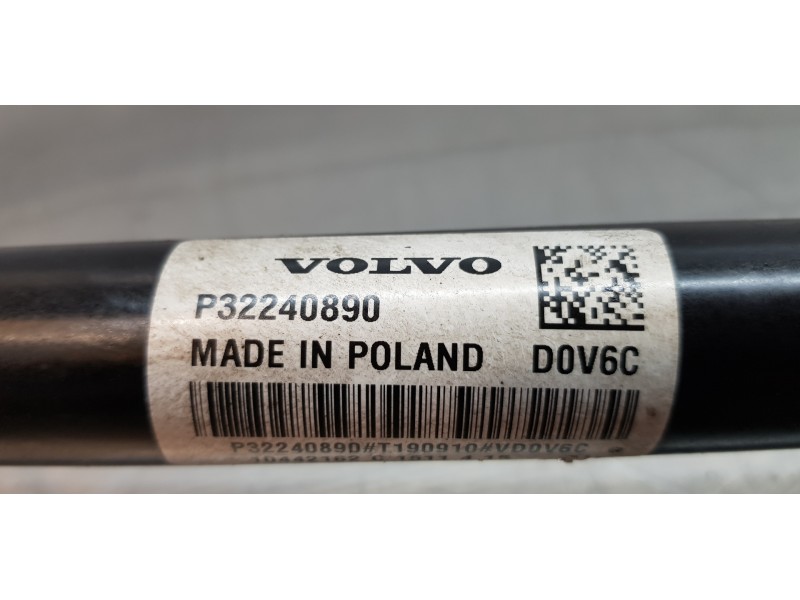 VOLVO
P32240890
MADE IN POLAND D0V6C
P32240890#T190910#VD0V6C